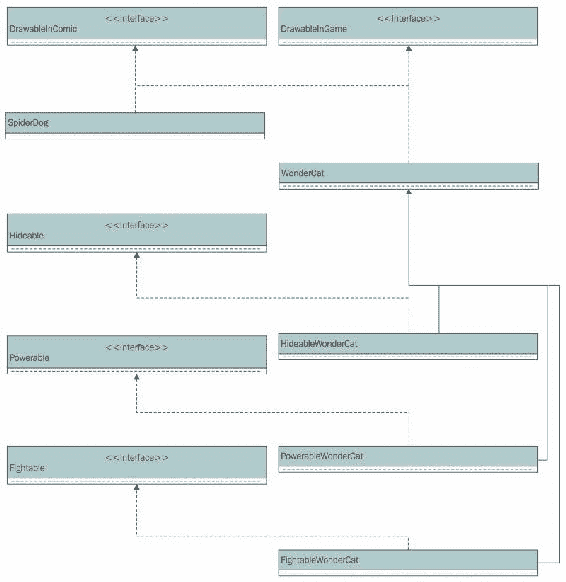 <<Interface>>
DrawableInComic
<<Interface>>
DrawableInGame
SpiderDog
WonderCat
<<Interface>>
Hideable
HideableWonderCat
<<Interface>>
Powerable
PowerableWonderCat
<<Interface>>
Fightable
FightableWonderCat